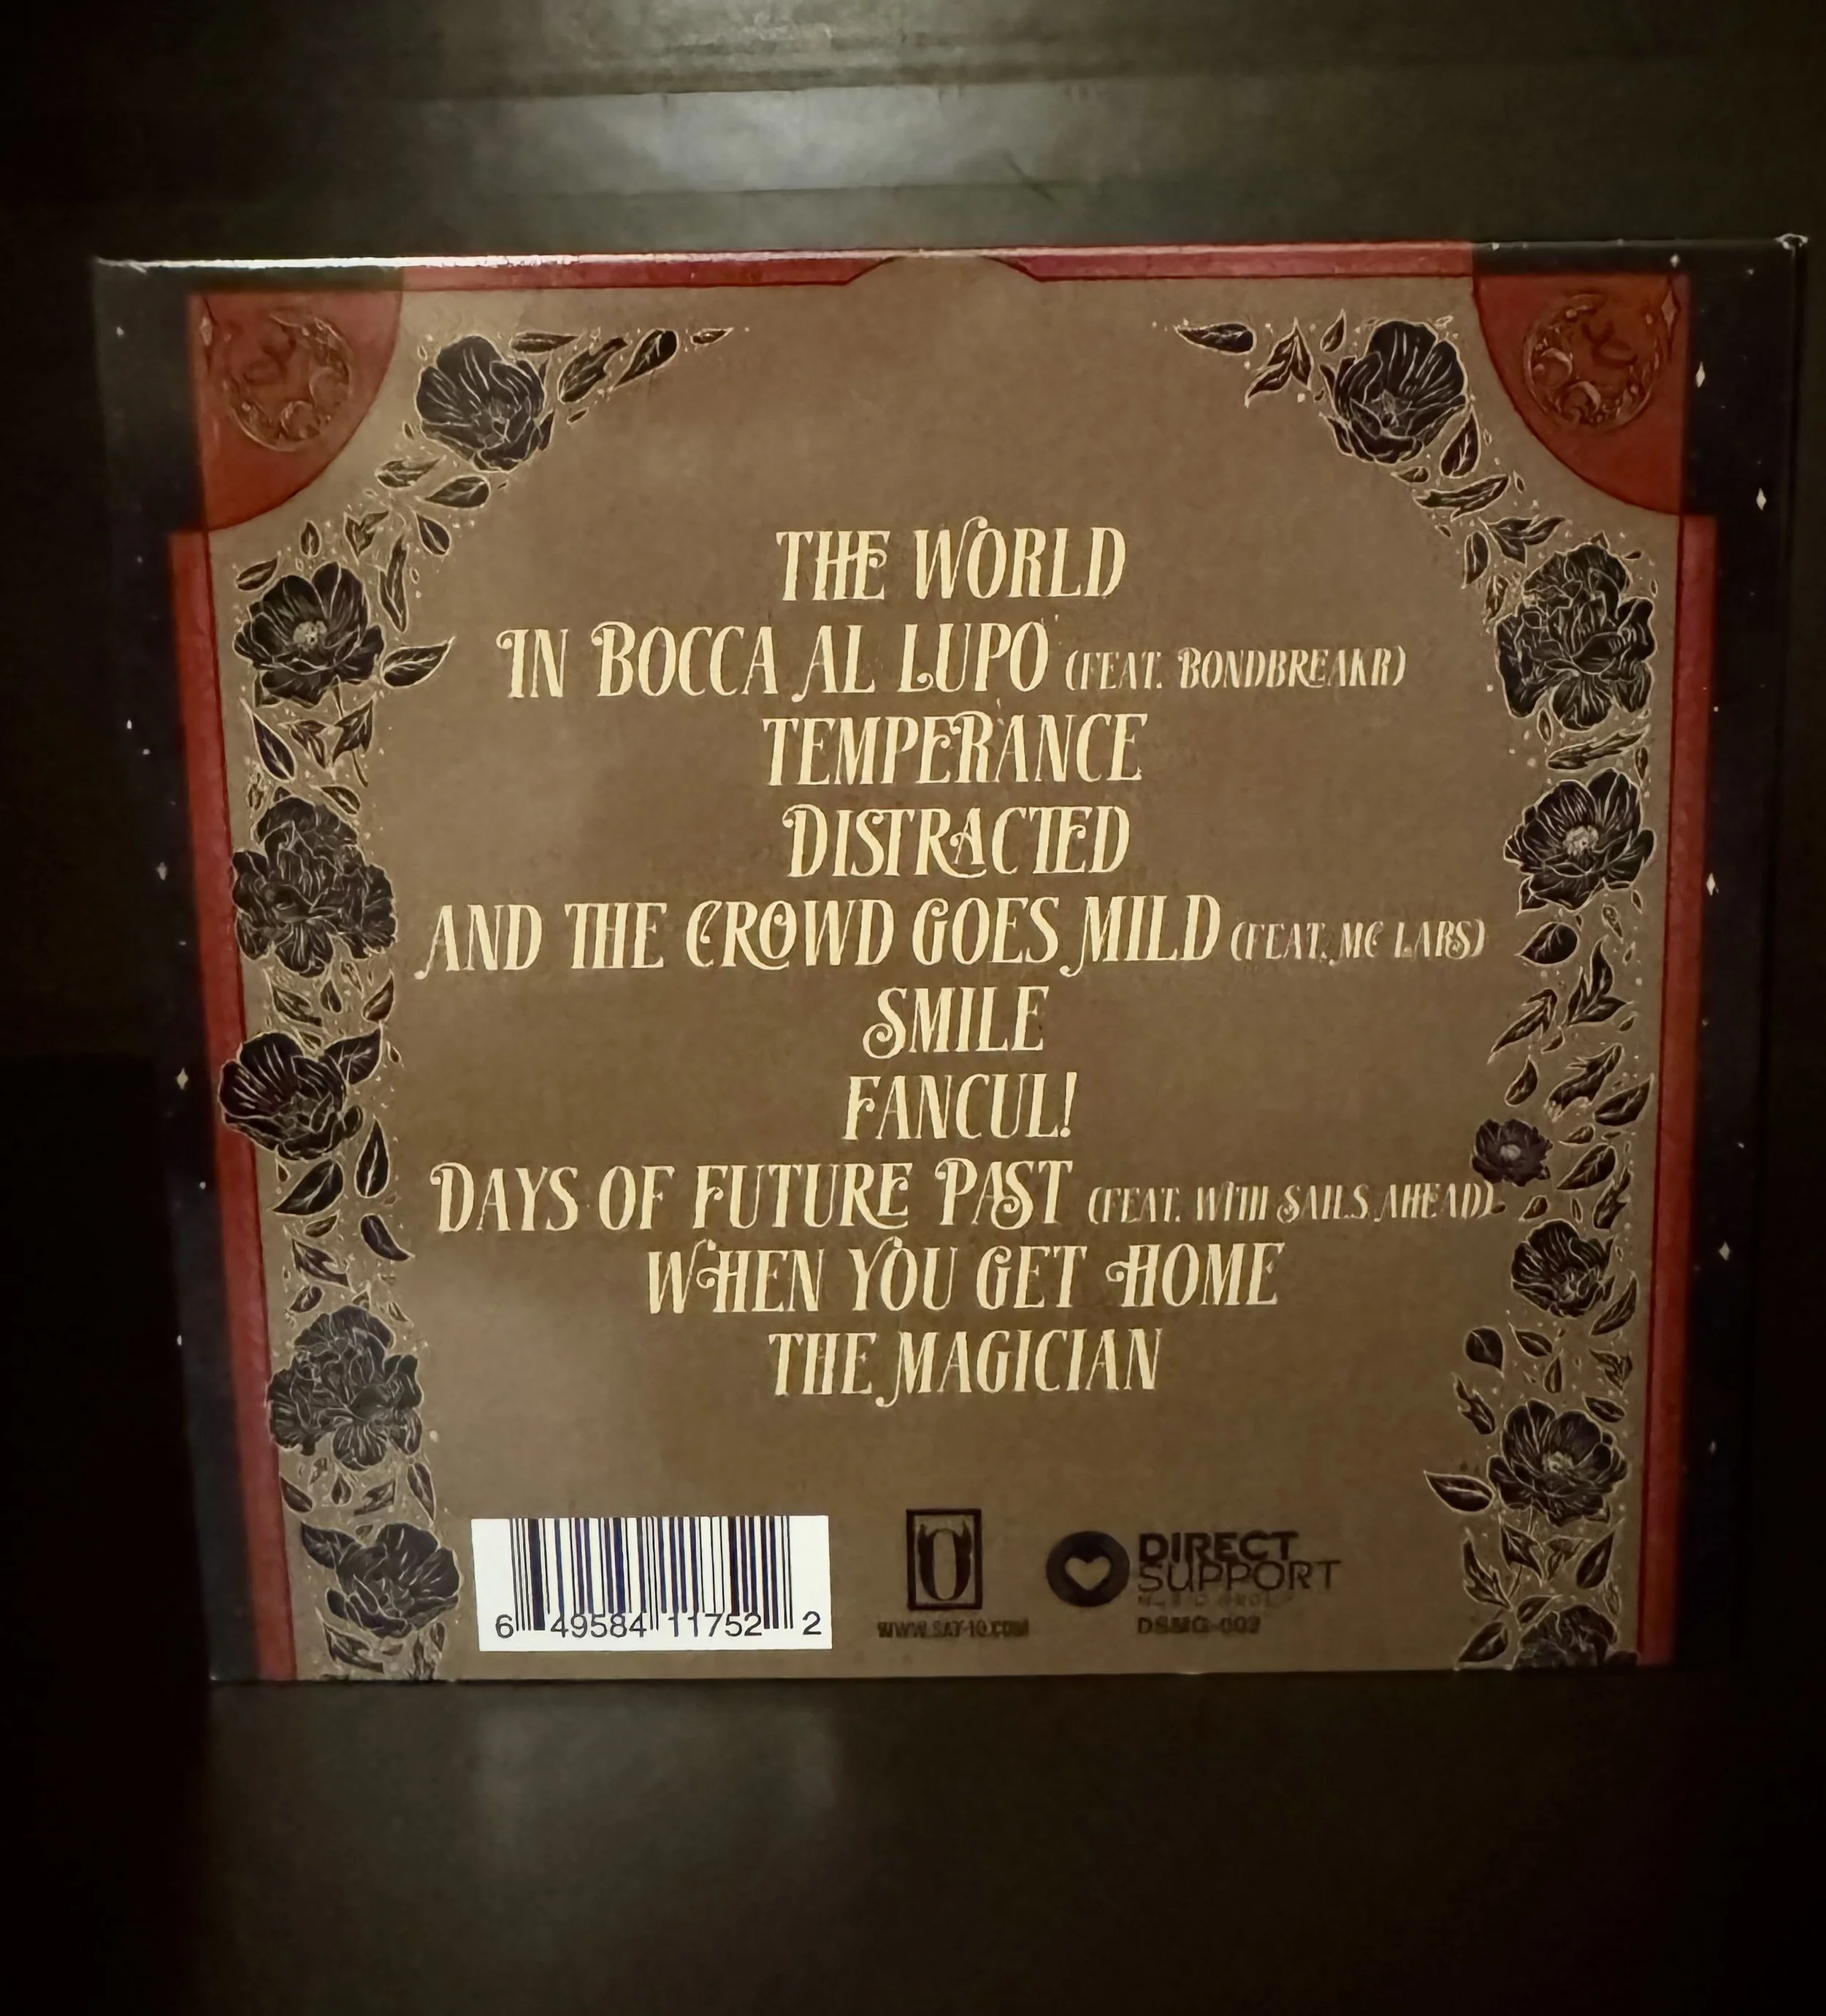 THE WORLD
IN BOCCA AL LUPO (FEAT. BONDBREAKR)
TEMPERANCE
DISTRACTED
AND THE CROWD GOES MILD (FEAT. MC LARS)
SMILE
FANCUL!
DAYS OF FUTURE PAST (FEAT. WITH SAILS AHEAD)
WHEN YOU GET HOME
THE MAGICIAN
6 49584 11752 2
WWW.SAY-10.COM
DIRECT
SUPPORT
MUSIC GROUP
DSMG-002